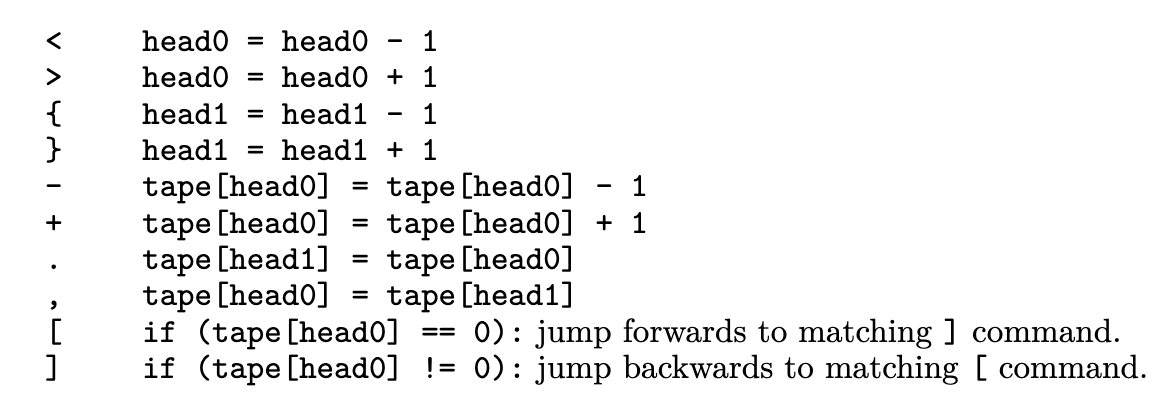 < head0 = head0 - 1
> head0 = head0 + 1
{ head1 = head1 - 1
} head1 = head1 + 1
- tape[head0] = tape[head0] - 1
+ tape[head0] = tape[head0] + 1
. tape[head1] = tape[head0]
, tape[head0] = tape[head1]
[ if (tape[head0] == 0): jump forwards to matching ] command.
] if (tape[head0] != 0): jump backwards to matching [ command.